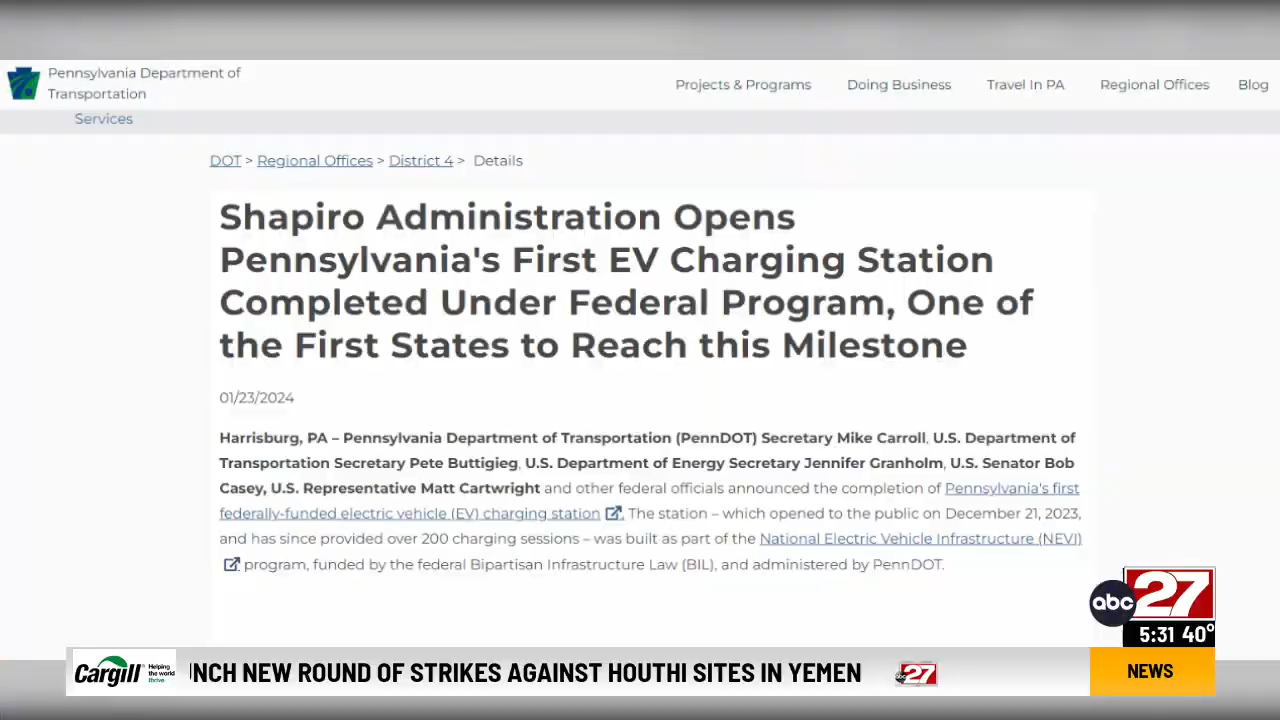 Pennsylvania Department of
Transportation
Projects & Programs
Doing Business
Travel In PA
Regional Offices
Blog
Services
DOT > Regional Offices > District 4 > Details
Shapiro Administration Opens
Pennsylvania's First EV Charging Station
Completed Under Federal Program, One of
the First States to Reach this Milestone
01/23/2024
Harrisburg, PA – Pennsylvania Department of Transportation (PennDOT) Secretary Mike Carroll, U.S. Department of
Transportation Secretary Pete Buttigieg, U.S. Department of Energy Secretary Jennifer Granholm, U.S. Senator Bob
Casey, U.S. Representative Matt Cartwright and other federal officials announced the completion of Pennsylvania's first
federally-funded electric vehicle (EV) charging station. The station – which opened to the public on December 21, 2023,
and has since provided over 200 charging sessions – was built as part of the National Electric Vehicle Infrastructure (NEVI)
program, funded by the federal Bipartisan Infrastructure Law (BIL), and administered by PennDOT.
abc 27
5:31 40°
Cargill Helping
the world
thrive
NCH NEW ROUND OF STRIKES AGAINST HOUTHI SITES IN YEMEN
abc 27
NEWS